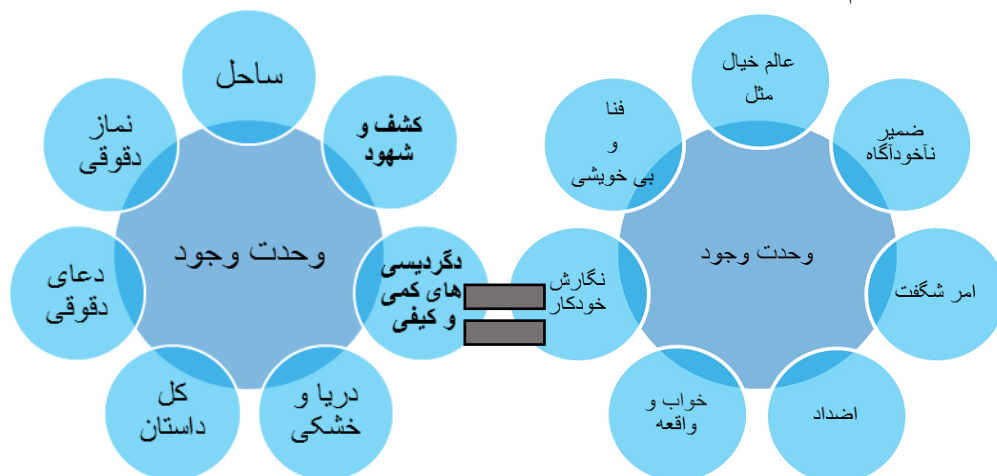 عالم خیال
مثل
ضمیر
ناخودآگاه
امر شگفت
اضداد
خواب و
واقعه
نگارش
خودکار
فنا
و
بی خویشی
وحدت وجود
ساحل
کشف و
شهود
دگردیسی
های کمی
و کیفی
دریا و
خشکی
کل
داستان
دعای
دقوقی
نماز
دقوقی
وحدت وجود